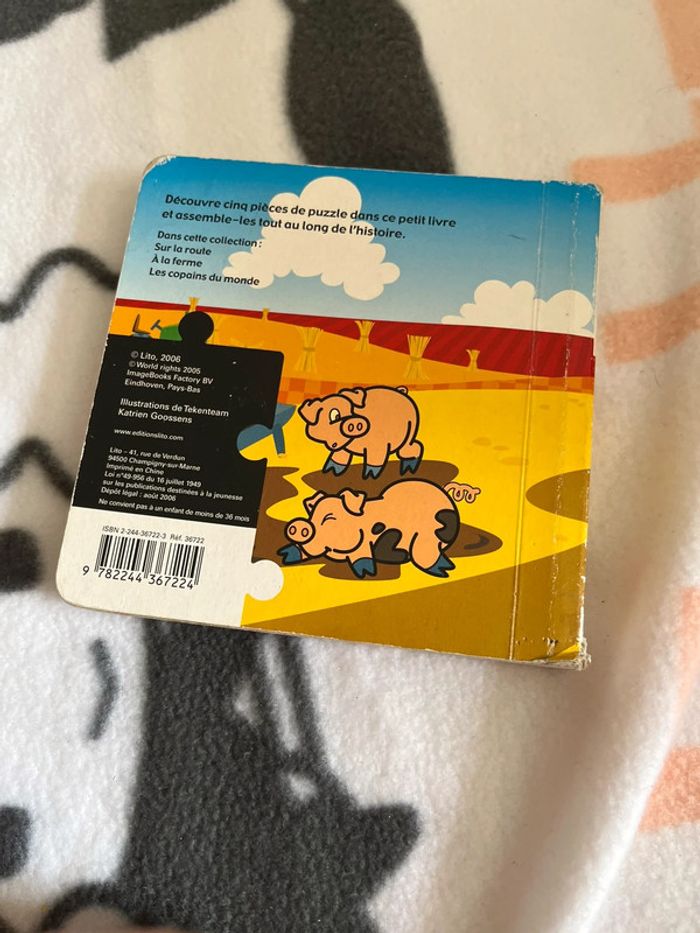 Découvre cinq pièces de puzzle dans ce petit livre
et assemble-les tout au long de l'histoire.
Dans cette collection :
Sur la route
À la ferme
Les copains du monde
© Lito, 2006
© World rights 2005
ImageBooks Factory BV
Eindhoven, Pays-Bas
Illustrations de Tekenteam
Katrien Goossens
www.editionslito.com
Lito – 41, rue de Verdun
94500 Champigny-sur-Marne
Imprimé en Chine
Loi n°49-956 du 16 juillet 1949
sur les publications destinées à la jeunesse
Dépôt légal : août 2006
Ne convient pas à un enfant de moins de 36 mois
ISBN 2-244-36722-3 Réf. 36722
9 782244 367224